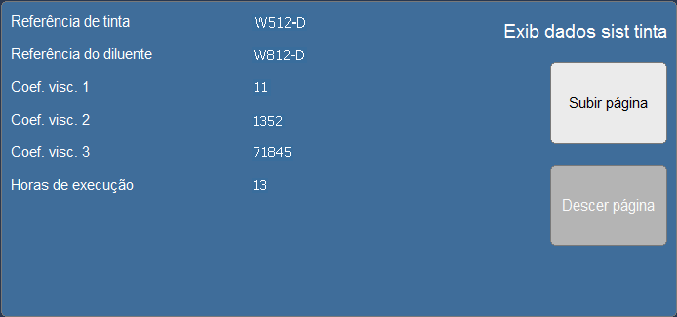 Referência de tinta W512-D
Exib dados sist tinta
Referência do diluente W812-D
Coef. visc. 1 11
Subir página
Coef. visc. 2 1352
Coef. visc. 3 71845
Horas de execução 13
Descer página